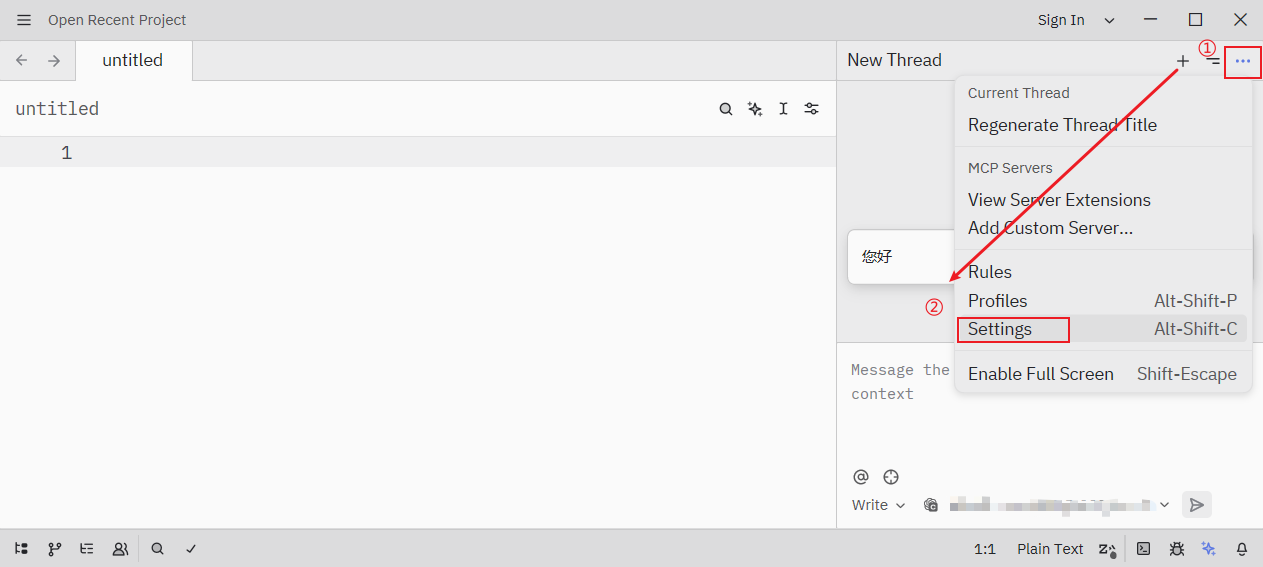 Open Recent Project
Sign In
untitled
New Thread
①
untitled
1
Current Thread
Regenerate Thread Title
MCP Servers
View Server Extensions
Add Custom Server...
您好
Rules
Profiles Alt-Shift-P
②
Settings Alt-Shift-C
Enable Full Screen Shift-Escape
Message the
context
Write
1:1 Plain Text